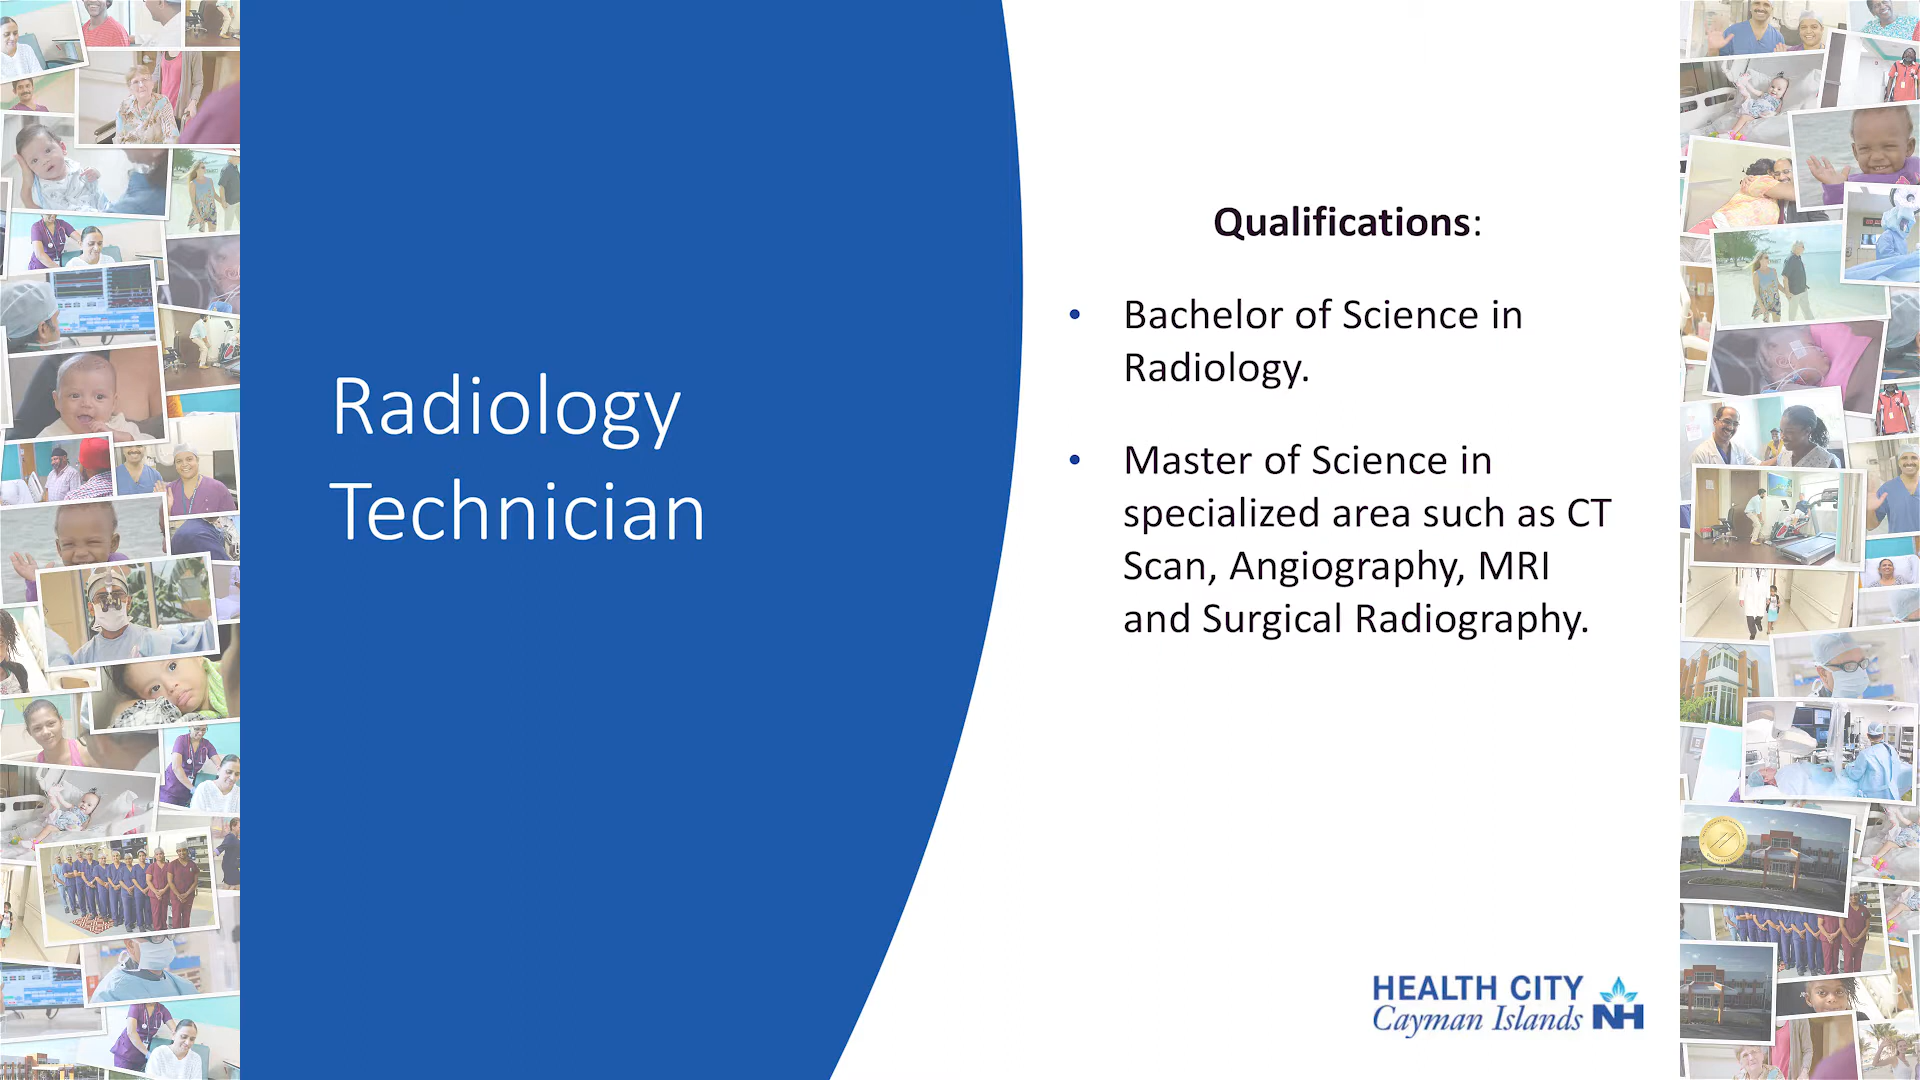 Radiology
Technician
Qualifications:
• Bachelor of Science in
Radiology.
• Master of Science in
specialized area such as CT
Scan, Angiography, MRI
and Surgical Radiography.
HEALTH CITY
Cayman Islands NH